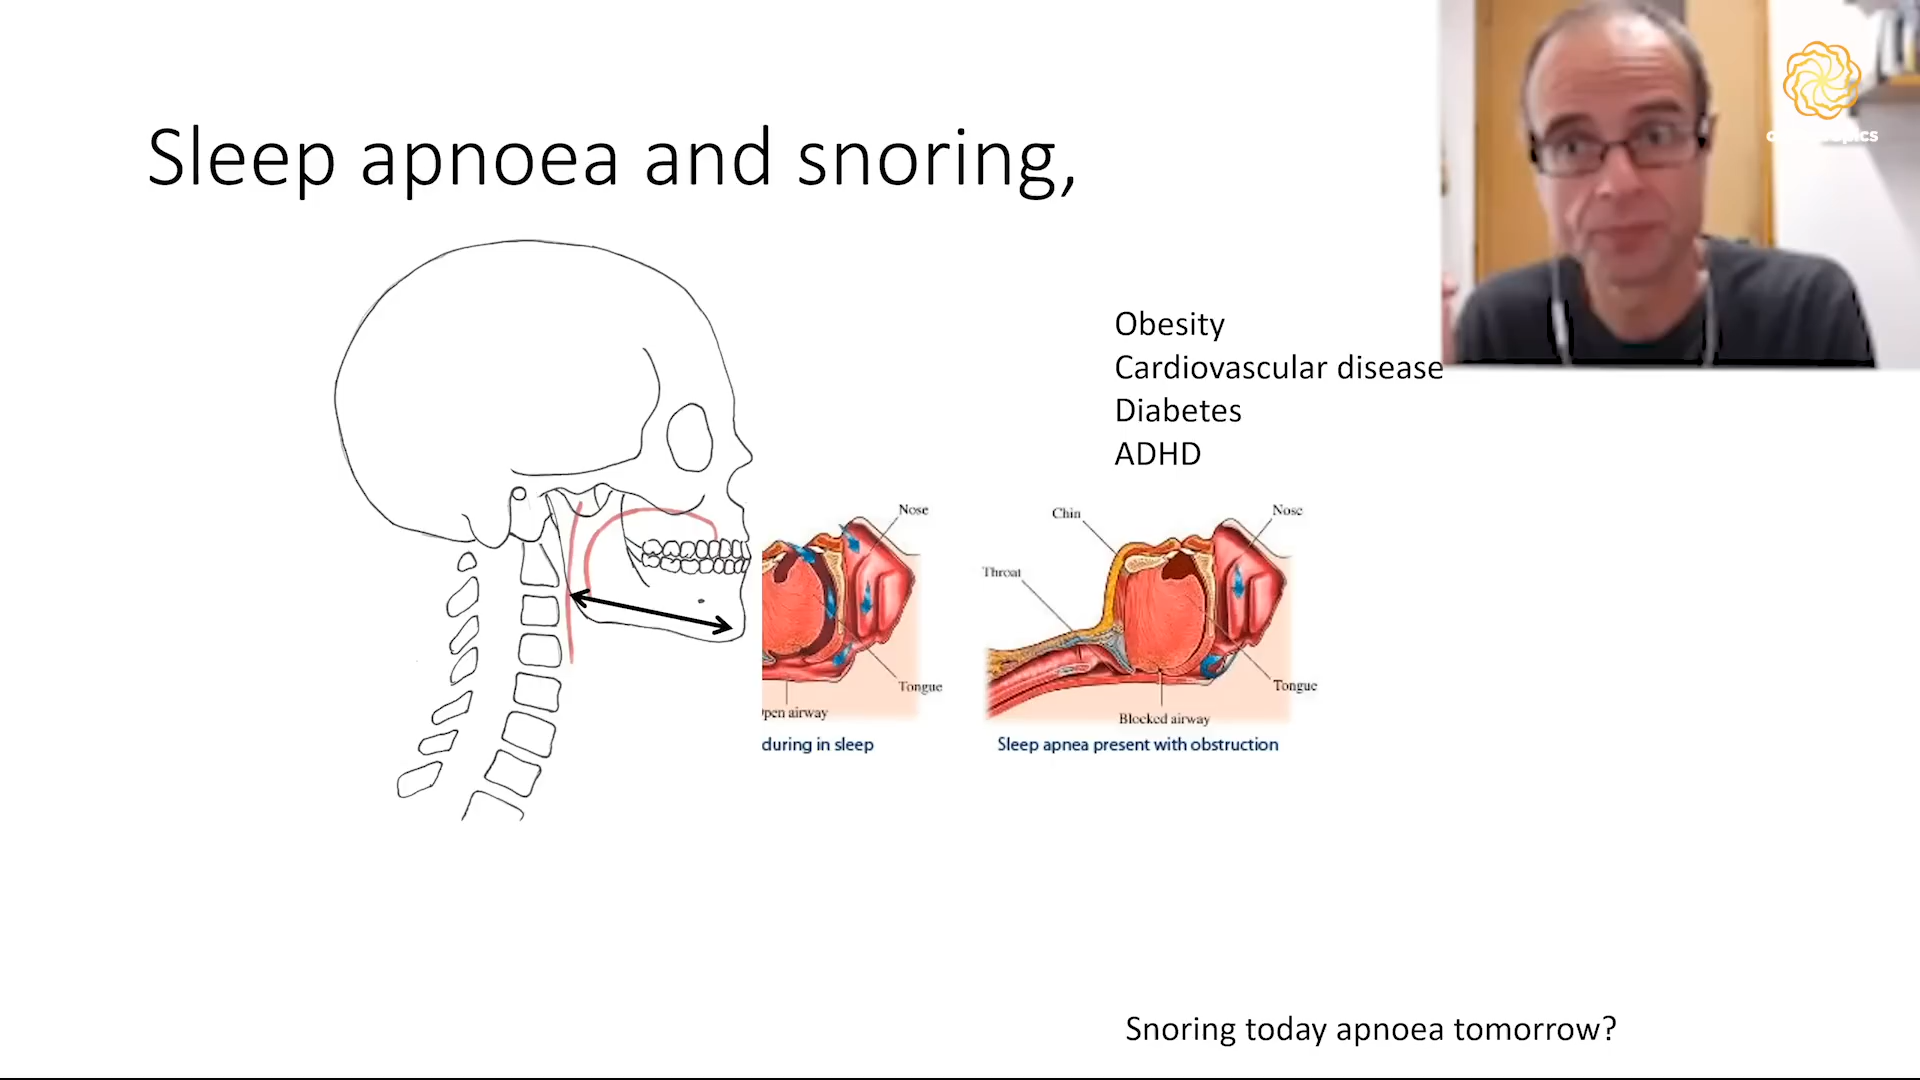 Sleep apnoea and snoring,
Obesity
Cardiovascular disease
Diabetes
ADHD
Nose
Tongue
pen airway
during in sleep
Chin
Nose
Throat
Tongue
Blocked airway
Sleep apnea present with obstruction
Snoring today apnoea tomorrow?